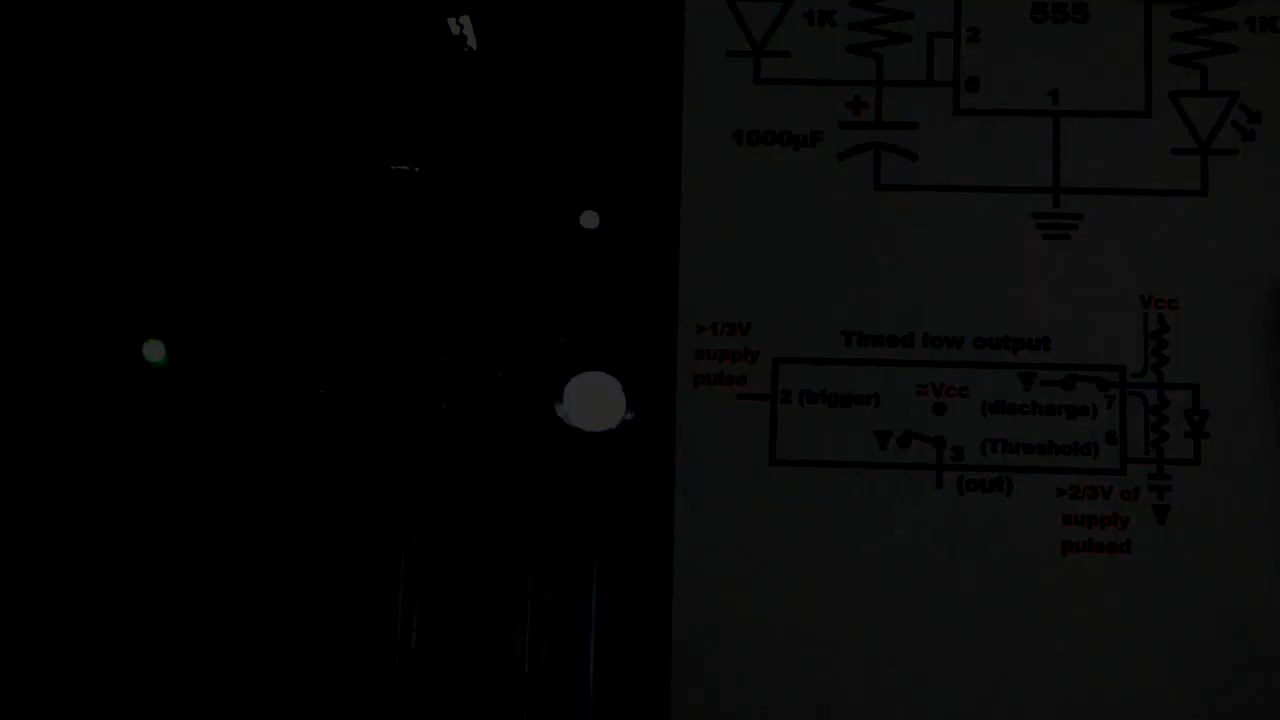 1K
555
1K
2
6
1
+
1000µF
Vcc
>1/3V
supply
pulse
Timed low output
2 (trigger)
≈Vcc
(discharge)
7
3
(Threshold)
6
(out)
>2/3V of
supply
pulsed